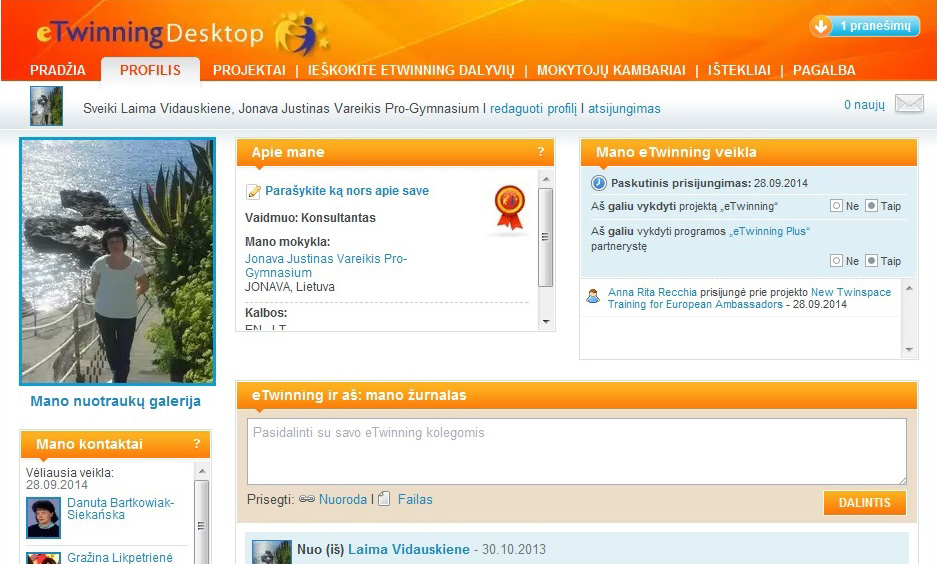 eTwinning Desktop
1 pranešimų
PRADŽIA
PROFILIS
PROJEKTAI | IEŠKOKITE ETWINNING DALYVIŲ | MOKYTOJŲ KAMBARIAI | IŠTEKLIAI | PAGALBA
Sveiki Laima Vidauskiene, Jonava Justinas Vareikis Pro-Gymnasium I redaguoti profilį I atsijungimas
0 naujų
Mano nuotraukų galerija
Mano kontaktai ?
Vėliausia veikla:
28.09.2014
Danuta Bartkowiak-
Siekańska
Gražina Likpetrienė
Apie mane ?
Parašykite ką nors apie save
Vaidmuo: Konsultantas
Mano mokykla:
Jonava Justinas Vareikis Pro-
Gymnasium
JONAVA, Lietuva
Kalbos:
EN, LT
Mano eTwinning veikla
Paskutinis prisijungimas: 28.09.2014
Aš galiu vykdyti projektą „eTwinning“
Ne Taip
Aš galiu vykdyti programos „eTwinning Plus“
partnerystę
Ne Taip
Anna Rita Recchia prisijungė prie projekto New Twinspace
Training for European Ambassadors - 28.09.2014
eTwinning ir aš: mano žurnalas
Pasidalinti su savo eTwinning kolegomis
Prisegti: Nuoroda I Failas
DALINTIS
Nuo (iš) Laima Vidauskiene - 30.10.2013